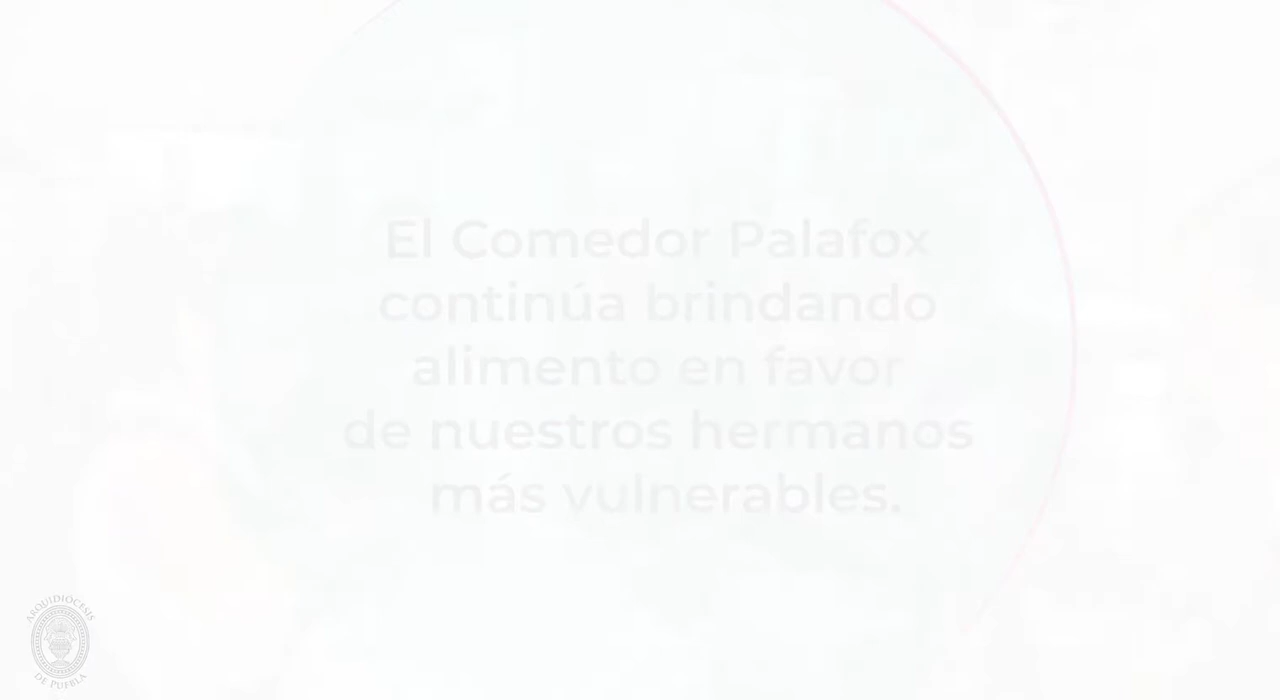 El Comedor Palafox
continúa brindando
alimento en favor
de nuestros hermanos
más vulnerables.
ARQUIDIÓCESIS
DE PUEBLA